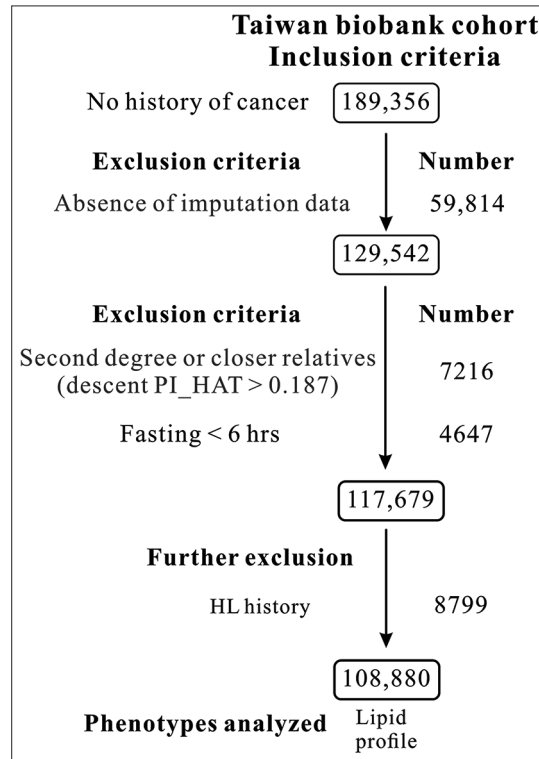 Taiwan biobank cohort
Inclusion criteria
No history of cancer 189,356
Exclusion criteria Number
Absence of imputation data 59,814
129,542
Exclusion criteria Number
Second degree or closer relatives
(descent PI_HAT > 0.187) 7216
Fasting < 6 hrs 4647
117,679
Further exclusion
HL history 8799
108,880
Phenotypes analyzed Lipid
profile